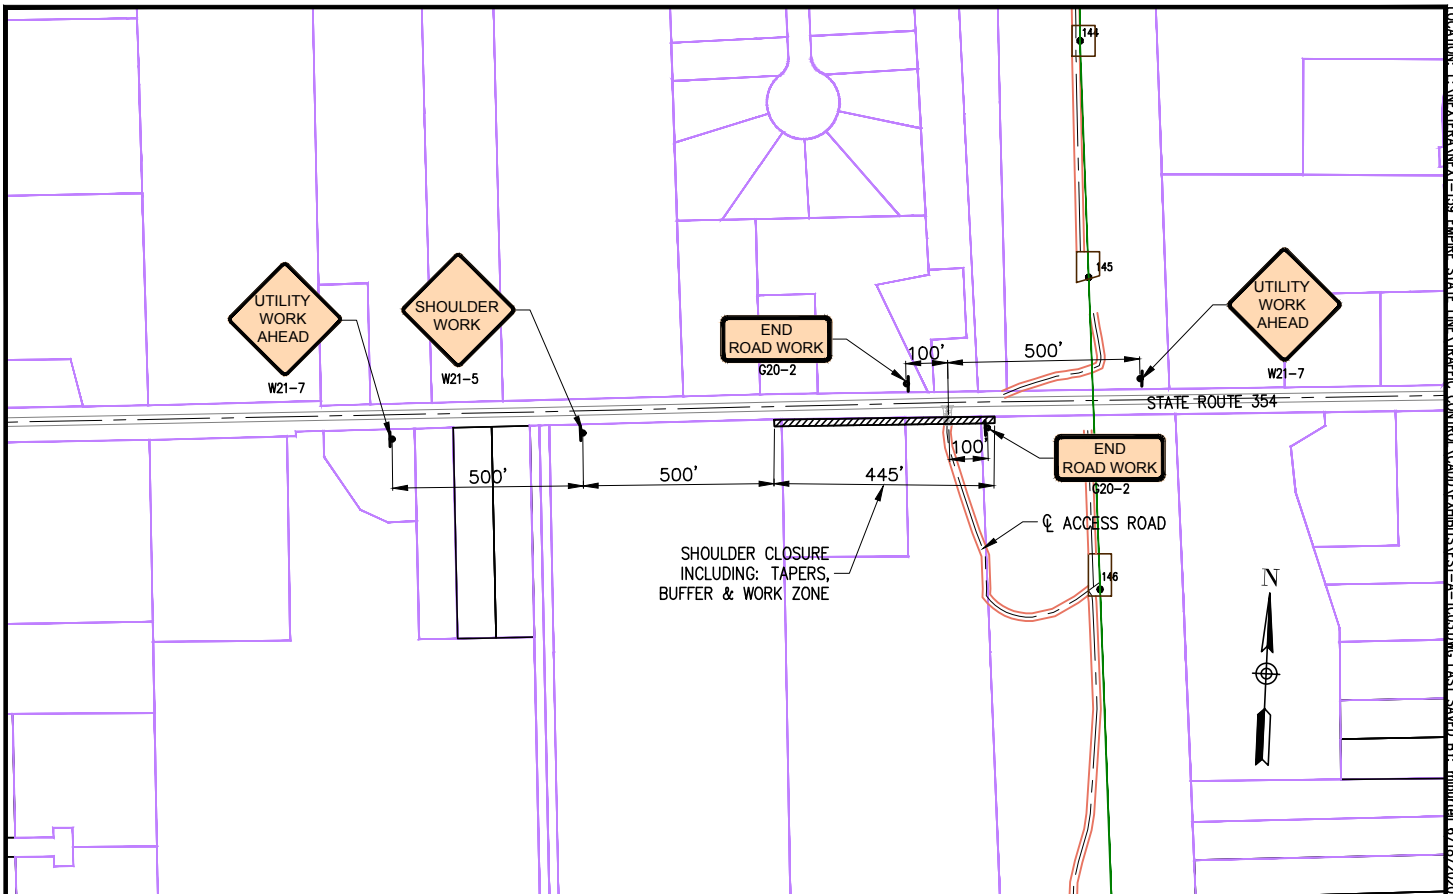 144
145
UTILITY
WORK
AHEAD
W21-7
SHOULDER
WORK
W21-5
END
ROAD WORK
G20-2
100'
500'
UTILITY
WORK
AHEAD
W21-7
STATE ROUTE 354
END
ROAD WORK
G20-2
100'
500'
500'
445'
℄ ACCESS ROAD
SHOULDER CLOSURE
INCLUDING: TAPERS,
BUFFER & WORK ZONE
146
N